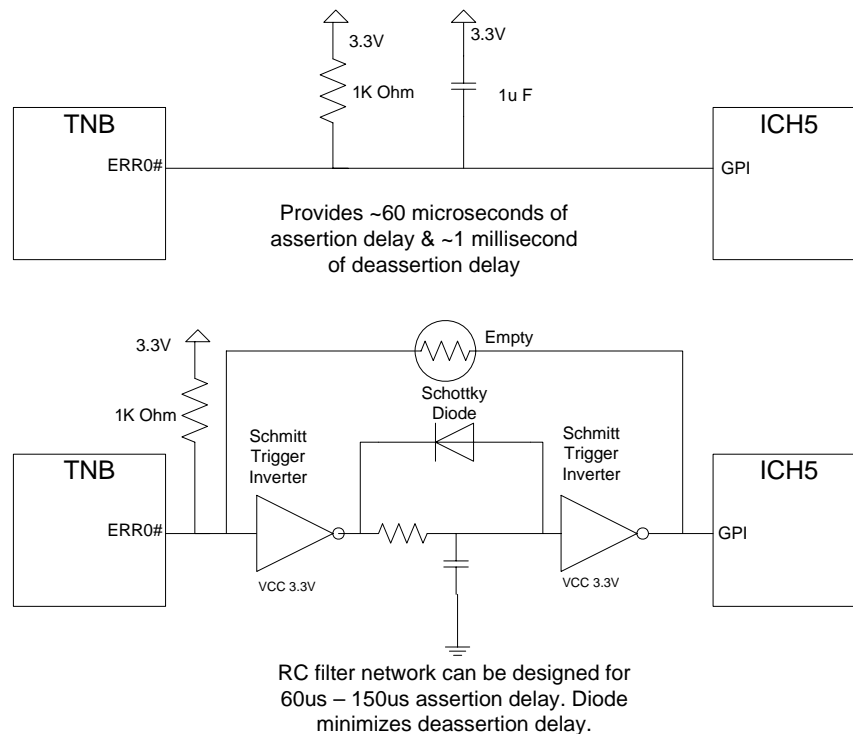 3.3V
3.3V
1K Ohm
1u F
TNB
ICH5
ERR0#
GPI
Provides ~60 microseconds of
assertion delay & ~1 millisecond
of deassertion delay
3.3V
Empty
1K Ohm
Schottky
Diode
Schmitt
Trigger
Inverter
Schmitt
Trigger
Inverter
TNB
ICH5
ERR0#
GPI
VCC 3.3V
VCC 3.3V
RC filter network can be designed for
60us – 150us assertion delay. Diode
minimizes deassertion delay.